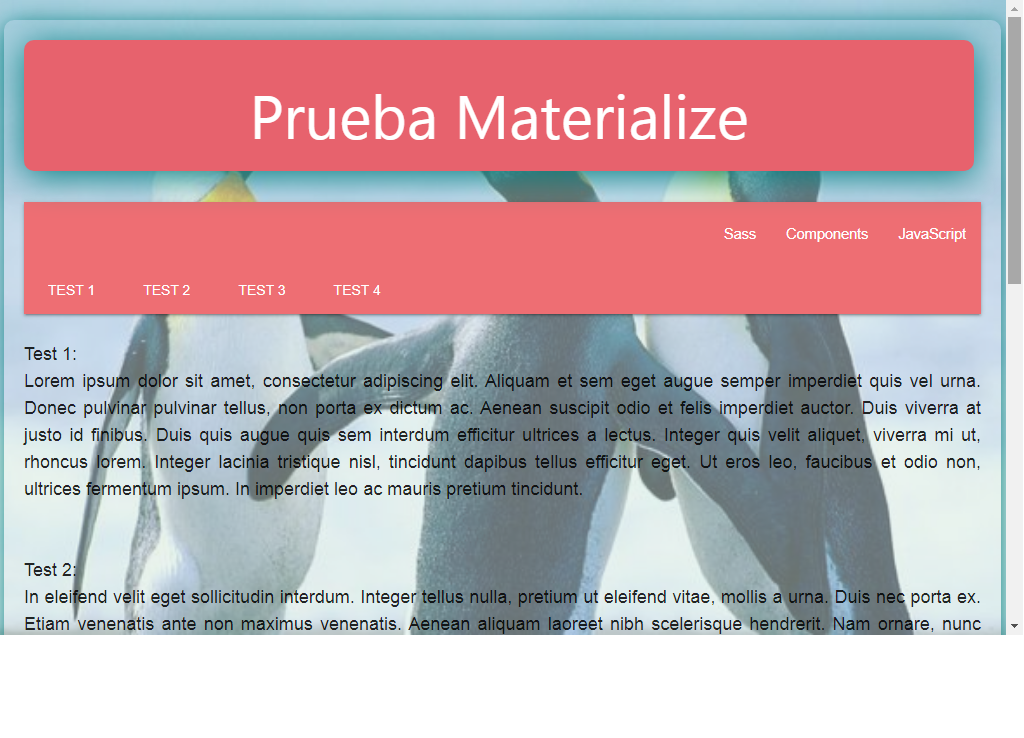 Prueba Materialize
Sass Components JavaScript
TEST 1 TEST 2 TEST 3 TEST 4
Test 1:
Lorem ipsum dolor sit amet, consectetur adipiscing elit. Aliquam et sem eget augue semper imperdiet quis vel urna.
Donec pulvinar pulvinar tellus, non porta ex dictum ac. Aenean suscipit odio et felis imperdiet auctor. Duis viverra at
justo id finibus. Duis quis augue quis sem interdum efficitur ultrices a lectus. Integer quis velit aliquet, viverra mi ut,
rhoncus lorem. Integer lacinia tristique nisl, tincidunt dapibus tellus efficitur eget. Ut eros leo, faucibus et odio non,
ultrices fermentum ipsum. In imperdiet leo ac mauris pretium tincidunt.
Test 2:
In eleifend velit eget sollicitudin interdum. Integer tellus nulla, pretium ut eleifend vitae, mollis a urna. Duis nec porta ex.
Etiam venenatis ante non maximus venenatis. Aenean aliquam laoreet nibh scelerisque hendrerit. Nam ornare, nunc